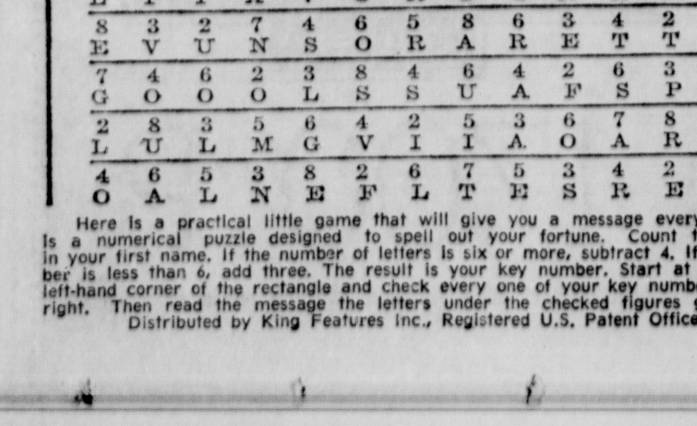 8 3 2 7 4 6 5 8 6 3 4 2
E V U N S O R A R E T T
7 4 6 2 3 8 4 6 4 2 6 3
G O O O L S S U A F S P
2 8 3 5 6 4 2 5 3 6 7 8
L U L M G V I I A O A R
4 6 5 3 8 2 6 7 5 3 4 2
O A L N E F L T E S R E
Here is a practical little game that will give you a message every
is a numerical puzzle designed to spell out your fortune. Count t
in your first name. If the number of letters is six or more, subtract 4. If
ber is less than 6, add three. The result is your key number. Start at
left-hand corner of the rectangle and check every one of your key numb
right. Then read the message the letters under the checked figures
Distributed by King Features Inc., Registered U.S. Patent Office